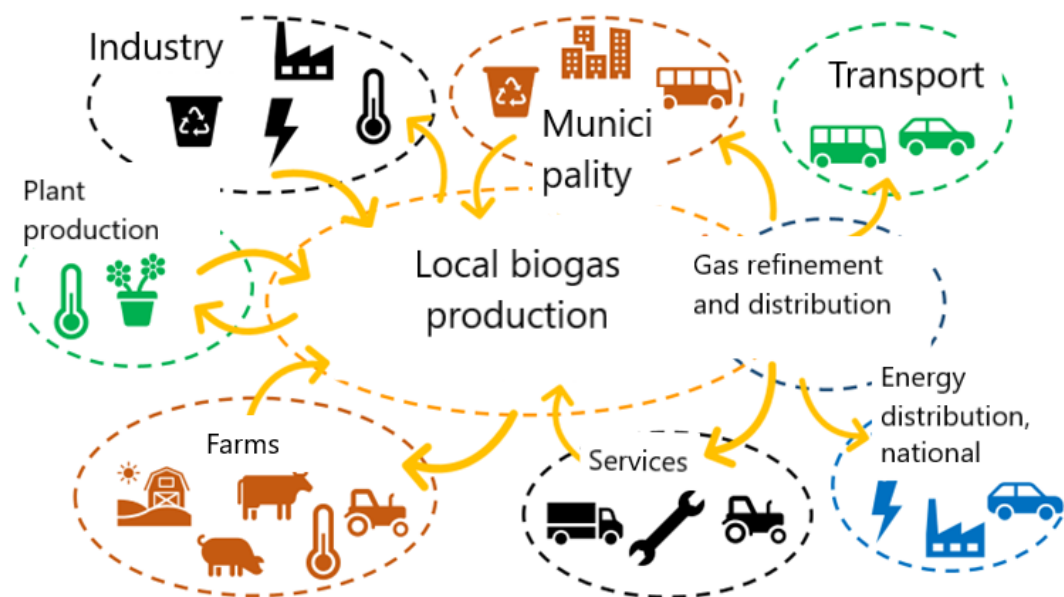 Industry
Munici
pality
Transport
Plant
production
Local biogas
production
Gas refinement
and distribution
Energy
distribution,
national
Farms
Services